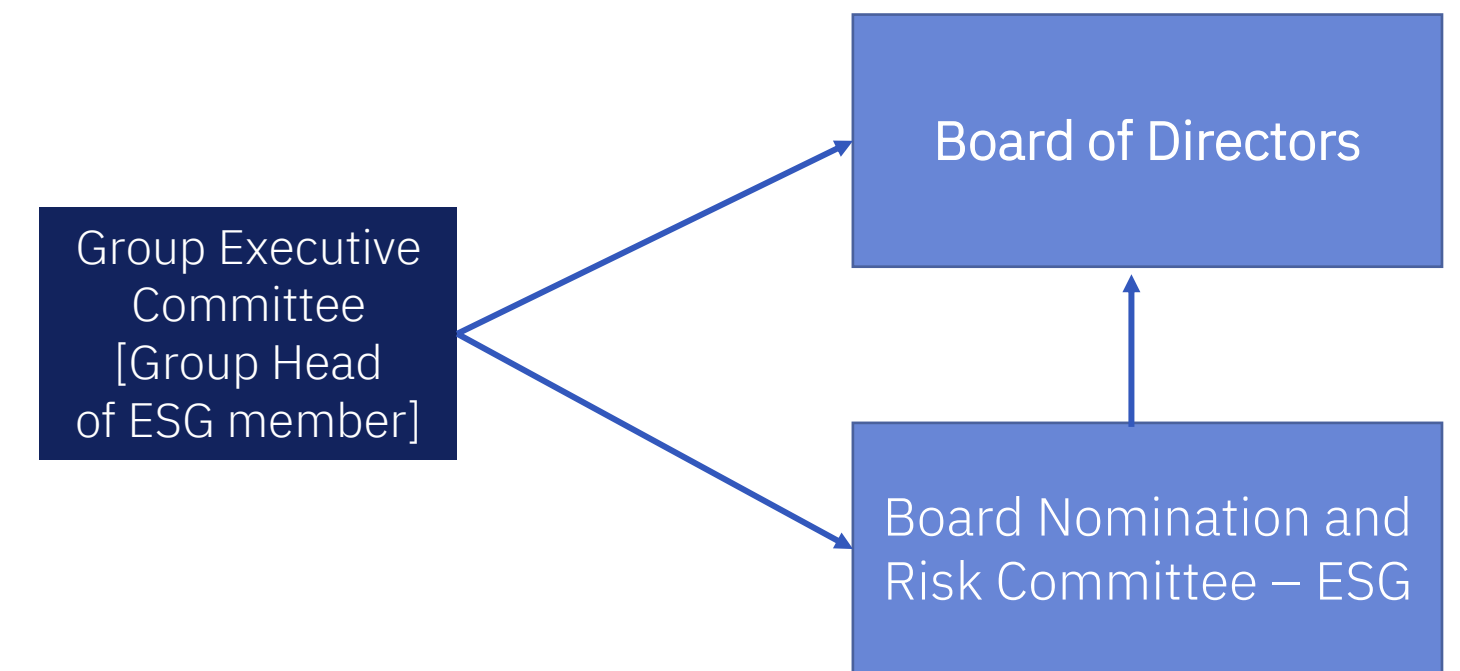 Board of Directors
Group Executive
Committee
[Group Head
of ESG member]
Board Nomination and
Risk Committee – ESG